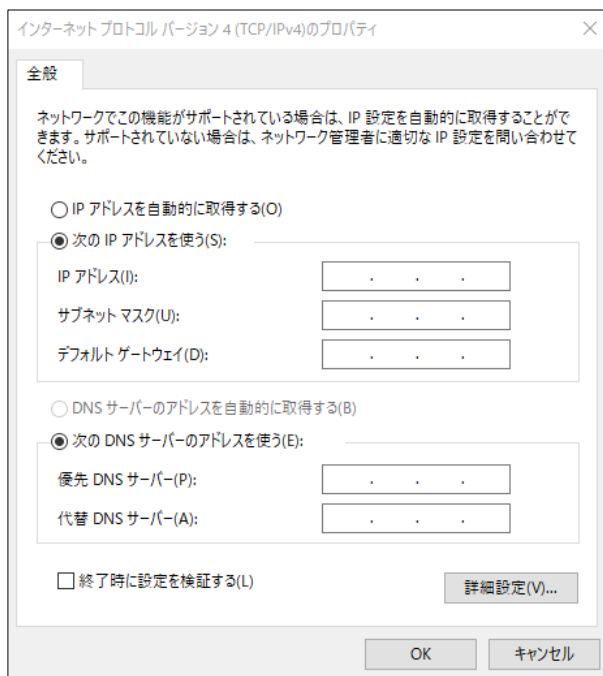 インターネット プロトコル バージョン 4 (TCP/IPv4)のプロパティ
全般
ネットワークでこの機能がサポートされている場合は、IP 設定を自動的に取得することがで
きます。サポートされていない場合は、ネットワーク管理者に適切な IP 設定を問い合わせて
ください。
IP アドレスを自動的に取得する(O)
次の IP アドレスを使う(S):
IP アドレス(I):
サブネット マスク(U):
デフォルト ゲートウェイ(D):
DNS サーバーのアドレスを自動的に取得する(B)
次の DNS サーバーのアドレスを使う(E):
優先 DNS サーバー(P):
代替 DNS サーバー(A):
終了時に設定を検証する(L)
詳細設定(V)...
OK
キャンセル